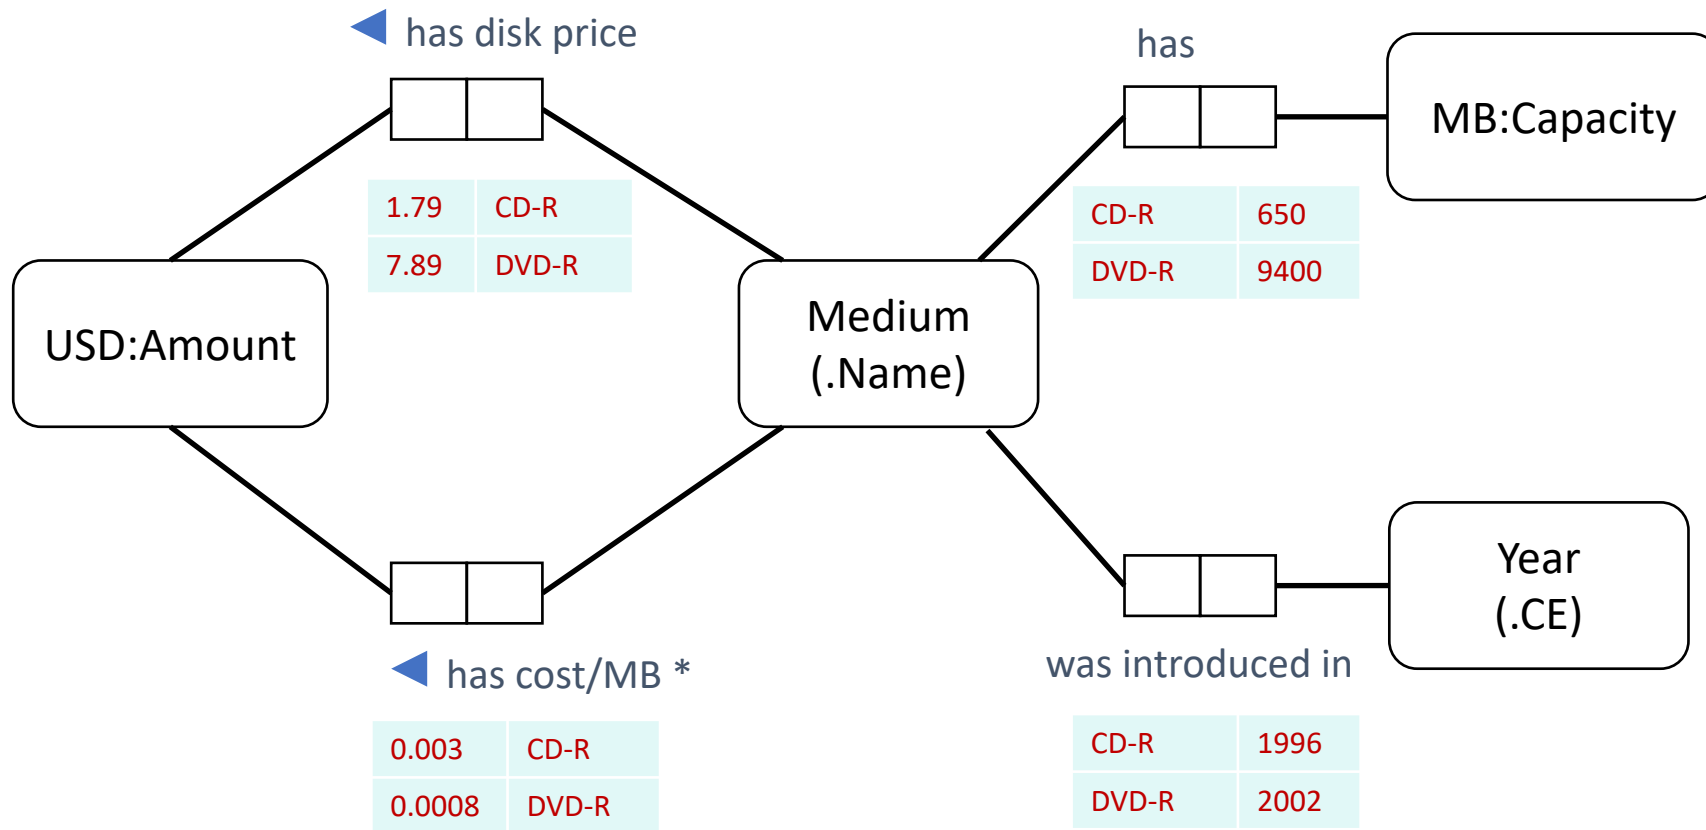 ◀ has disk price
has
MB:Capacity
1.79 CD-R
7.89 DVD-R
CD-R 650
DVD-R 9400
USD:Amount
Medium
(.Name)
Year
(.CE)
◀ has cost/MB *
was introduced in
0.003 CD-R
0.0008 DVD-R
CD-R 1996
DVD-R 2002